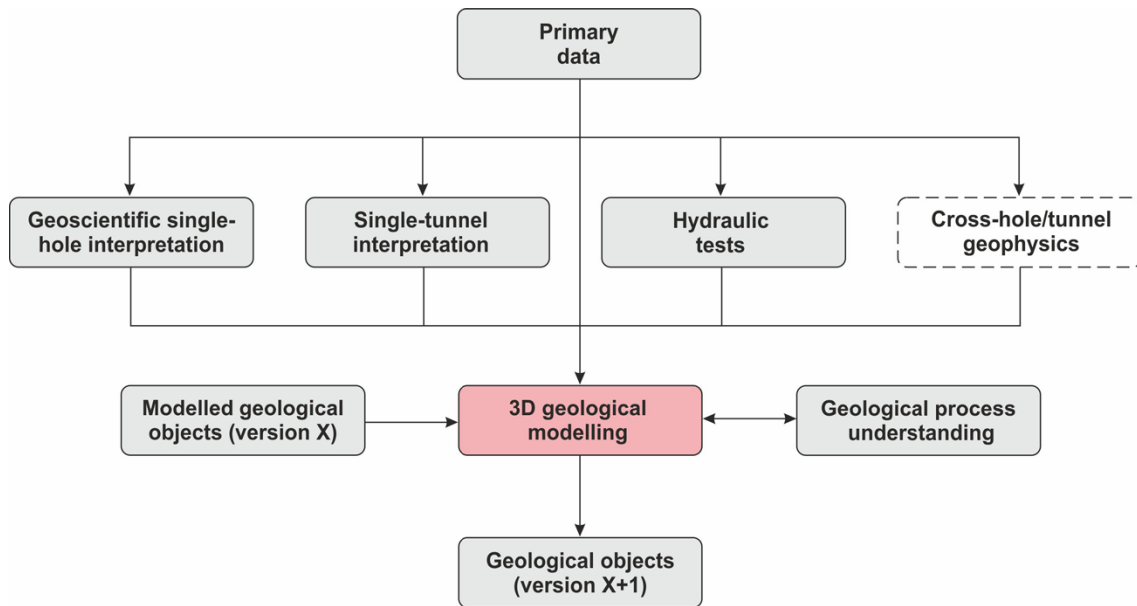 Primary
data
Geoscientific single-
hole interpretation
Single-tunnel
interpretation
Hydraulic
tests
Cross-hole/tunnel
geophysics
Modelled geological
objects (version X)
3D geological
modelling
Geological process
understanding
Geological objects
(version X+1)